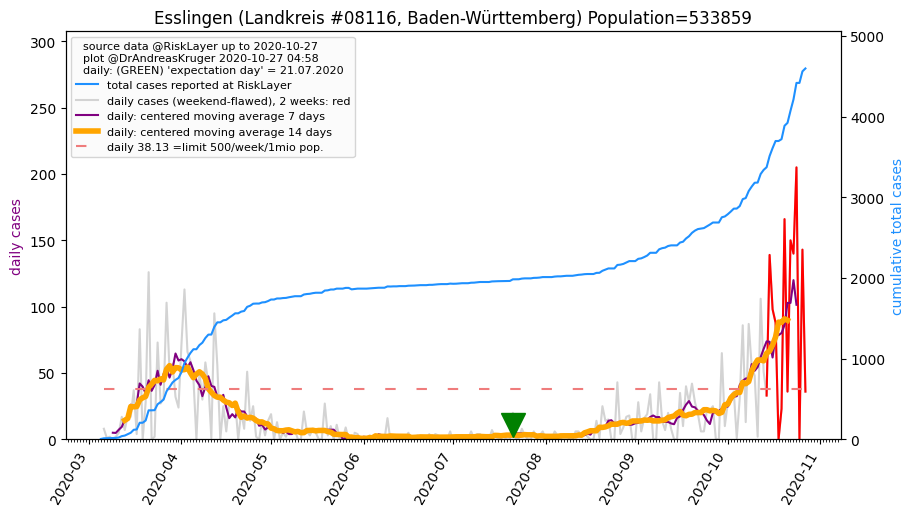 Esslingen (Landkreis #08116, Baden-Württemberg) Population=533859
source data @RiskLayer up to 2020-10-27
plot @DrAndreasKruger 2020-10-27 04:58
daily: (GREEN) 'expectation day' = 21.07.2020
total cases reported at RiskLayer
daily cases (weekend-flawed), 2 weeks: red
daily: centered moving average 7 days
daily: centered moving average 14 days
daily 38.13 =limit 500/week/1mio pop.
daily cases
300
250
200
150
100
50
0
cumulative total cases
5000
4000
3000
2000
1000
0
2020-03
2020-04
2020-05
2020-06
2020-07
2020-08
2020-09
2020-10
2020-11